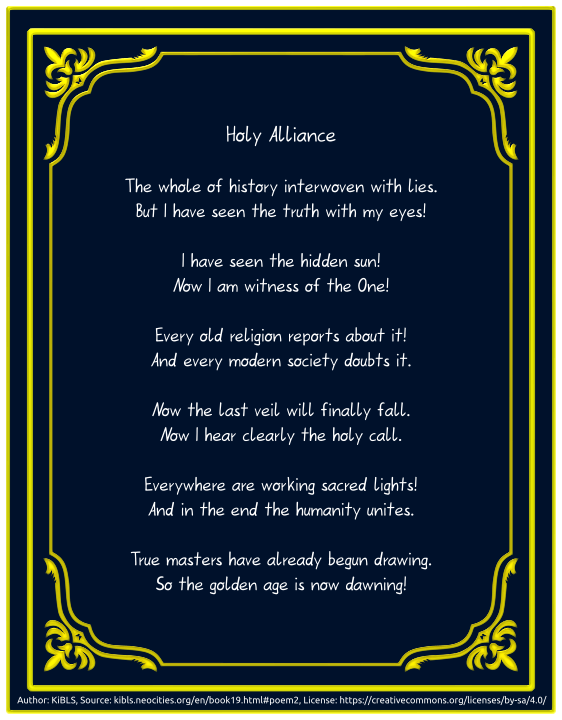 Holy Alliance
The whole of history interwoven with lies.
But I have seen the truth with my eyes!
I have seen the hidden sun!
Now I am witness of the One!
Every old religion reports about it!
And every modern society doubts it.
Now the last veil will finally fall.
Now I hear clearly the holy call.
Everywhere are working sacred lights!
And in the end the humanity unites.
True masters have already begun drawing.
So the golden age is now dawning!
Author: KiBLS, Source: kibls.neocities.org/en/book19.html#poem2, License: https://creativecommons.org/licenses/by-sa/4.0/